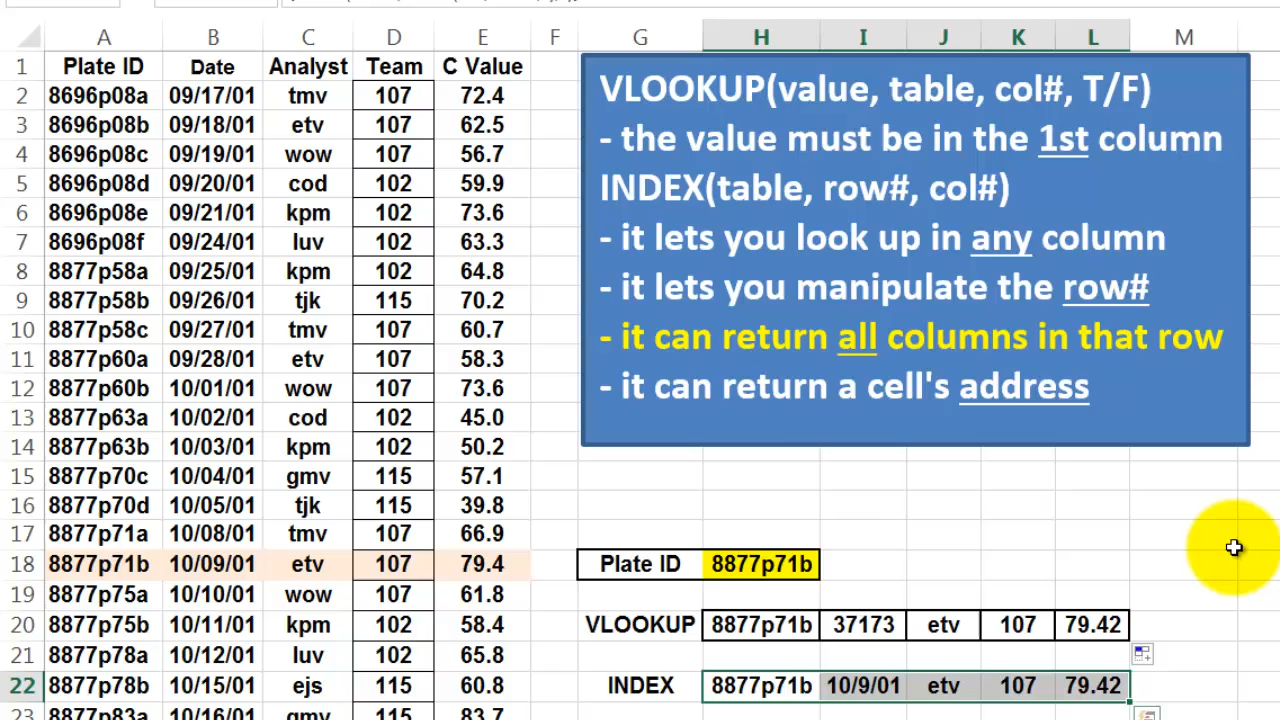 A B C D E F G H I J K L M
1 Plate ID Date Analyst Team C Value
2 8696p08a 09/17/01 tmv 107 72.4
3 8696p08b 09/18/01 etv 107 62.5
4 8696p08c 09/19/01 wow 107 56.7
5 8696p08d 09/20/01 cod 102 59.9
6 8696p08e 09/21/01 kpm 102 73.6
7 8696p08f 09/24/01 luv 102 63.3
8 8877p58a 09/25/01 kpm 102 64.8
9 8877p58b 09/26/01 tjk 115 70.2
10 8877p58c 09/27/01 tmv 107 60.7
11 8877p60a 09/28/01 etv 107 58.3
12 8877p60b 10/01/01 wow 107 73.6
13 8877p63a 10/02/01 cod 102 45.0
14 8877p63b 10/03/01 kpm 102 50.2
15 8877p70c 10/04/01 gmv 115 57.1
16 8877p70d 10/05/01 tjk 115 39.8
17 8877p71a 10/08/01 tmv 107 66.9
18 8877p71b 10/09/01 etv 107 79.4
19 8877p75a 10/10/01 wow 107 61.8
20 8877p75b 10/11/01 kpm 102 58.4
21 8877p78a 10/12/01 luv 102 65.8
22 8877p78b 10/15/01 ejs 115 60.8
23 8877p83a 10/16/01 gmv 115 83.7
VLOOKUP(value, table, col#, T/F)
- the value must be in the 1st column
INDEX(table, row#, col#)
- it lets you look up in any column
- it lets you manipulate the row#
- it can return all columns in that row
- it can return a cell's address
Plate ID 8877p71b
VLOOKUP 8877p71b 37173 etv 107 79.42
INDEX 8877p71b 10/9/01 etv 107 79.42